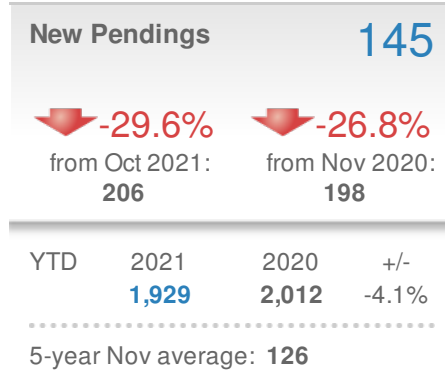 New Pendings 145
-29.6% -26.8%
from Oct 2021: from Nov 2020:
206 198
YTD 2021 2020 +/-
1,929 2,012 -4.1%
5-year Nov average: 126